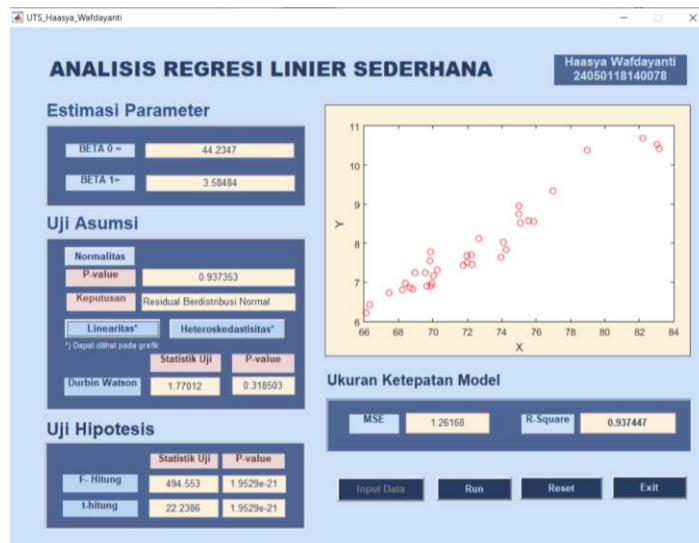 UTS_Haasya_Wafdayanti
ANALISIS REGRESI LINIER SEDERHANA
Haasya Wafdayanti
24050118140078
Estimasi Parameter
BETA 0 =
44.2347
BETA 1=
3.58484
Uji Asumsi
Normalitas
P-value
0.937353
Keputusan
Residual Berdistribusi Normal
Linearitas*
Heteroskedastisitas*
*) Dapat dilihat pada grafik
Statistik Uji
P-value
Durbin Watson
1.77012
0.318503
Uji Hipotesis
Statistik Uji
P-value
F- Hitung
494.553
1.9529e-21
t-hitung
22.2386
1.9529e-21
11
10
9
8
7
6
Y
66 68 70 72 74 76 78 80 82 84
X
Ukuran Ketepatan Model
MSE
1.26168
R-Square
0.937447
Input Data
Run
Reset
Exit